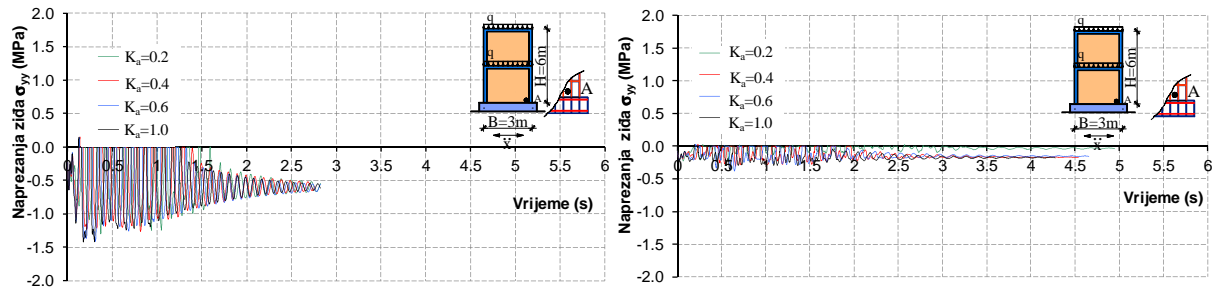 Naprezanja zida σyy (MPa)
2.0
1.5
1.0
0.5
0.0
-0.5
-1.0
-1.5
-2.0
0 0.5 1 1.5 2 2.5 3 3.5 4 4.5 5 5.5 6
Vrijeme (s)
Ka=0.2
Ka=0.4
Ka=0.6
Ka=1.0
q
q
H=6m
A
A
B=3m
ẍ
Naprezanja zida σyy (MPa)
2.0
1.5
1.0
0.5
0.0
-0.5
-1.0
-1.5
-2.0
0 0.5 1 1.5 2 2.5 3 3.5 4 4.5 5 5.5 6
Vrijeme (s)
Ka=0.2
Ka=0.4
Ka=0.6
Ka=1.0
q
q
H=6m
A
A
B=3m
ẍ